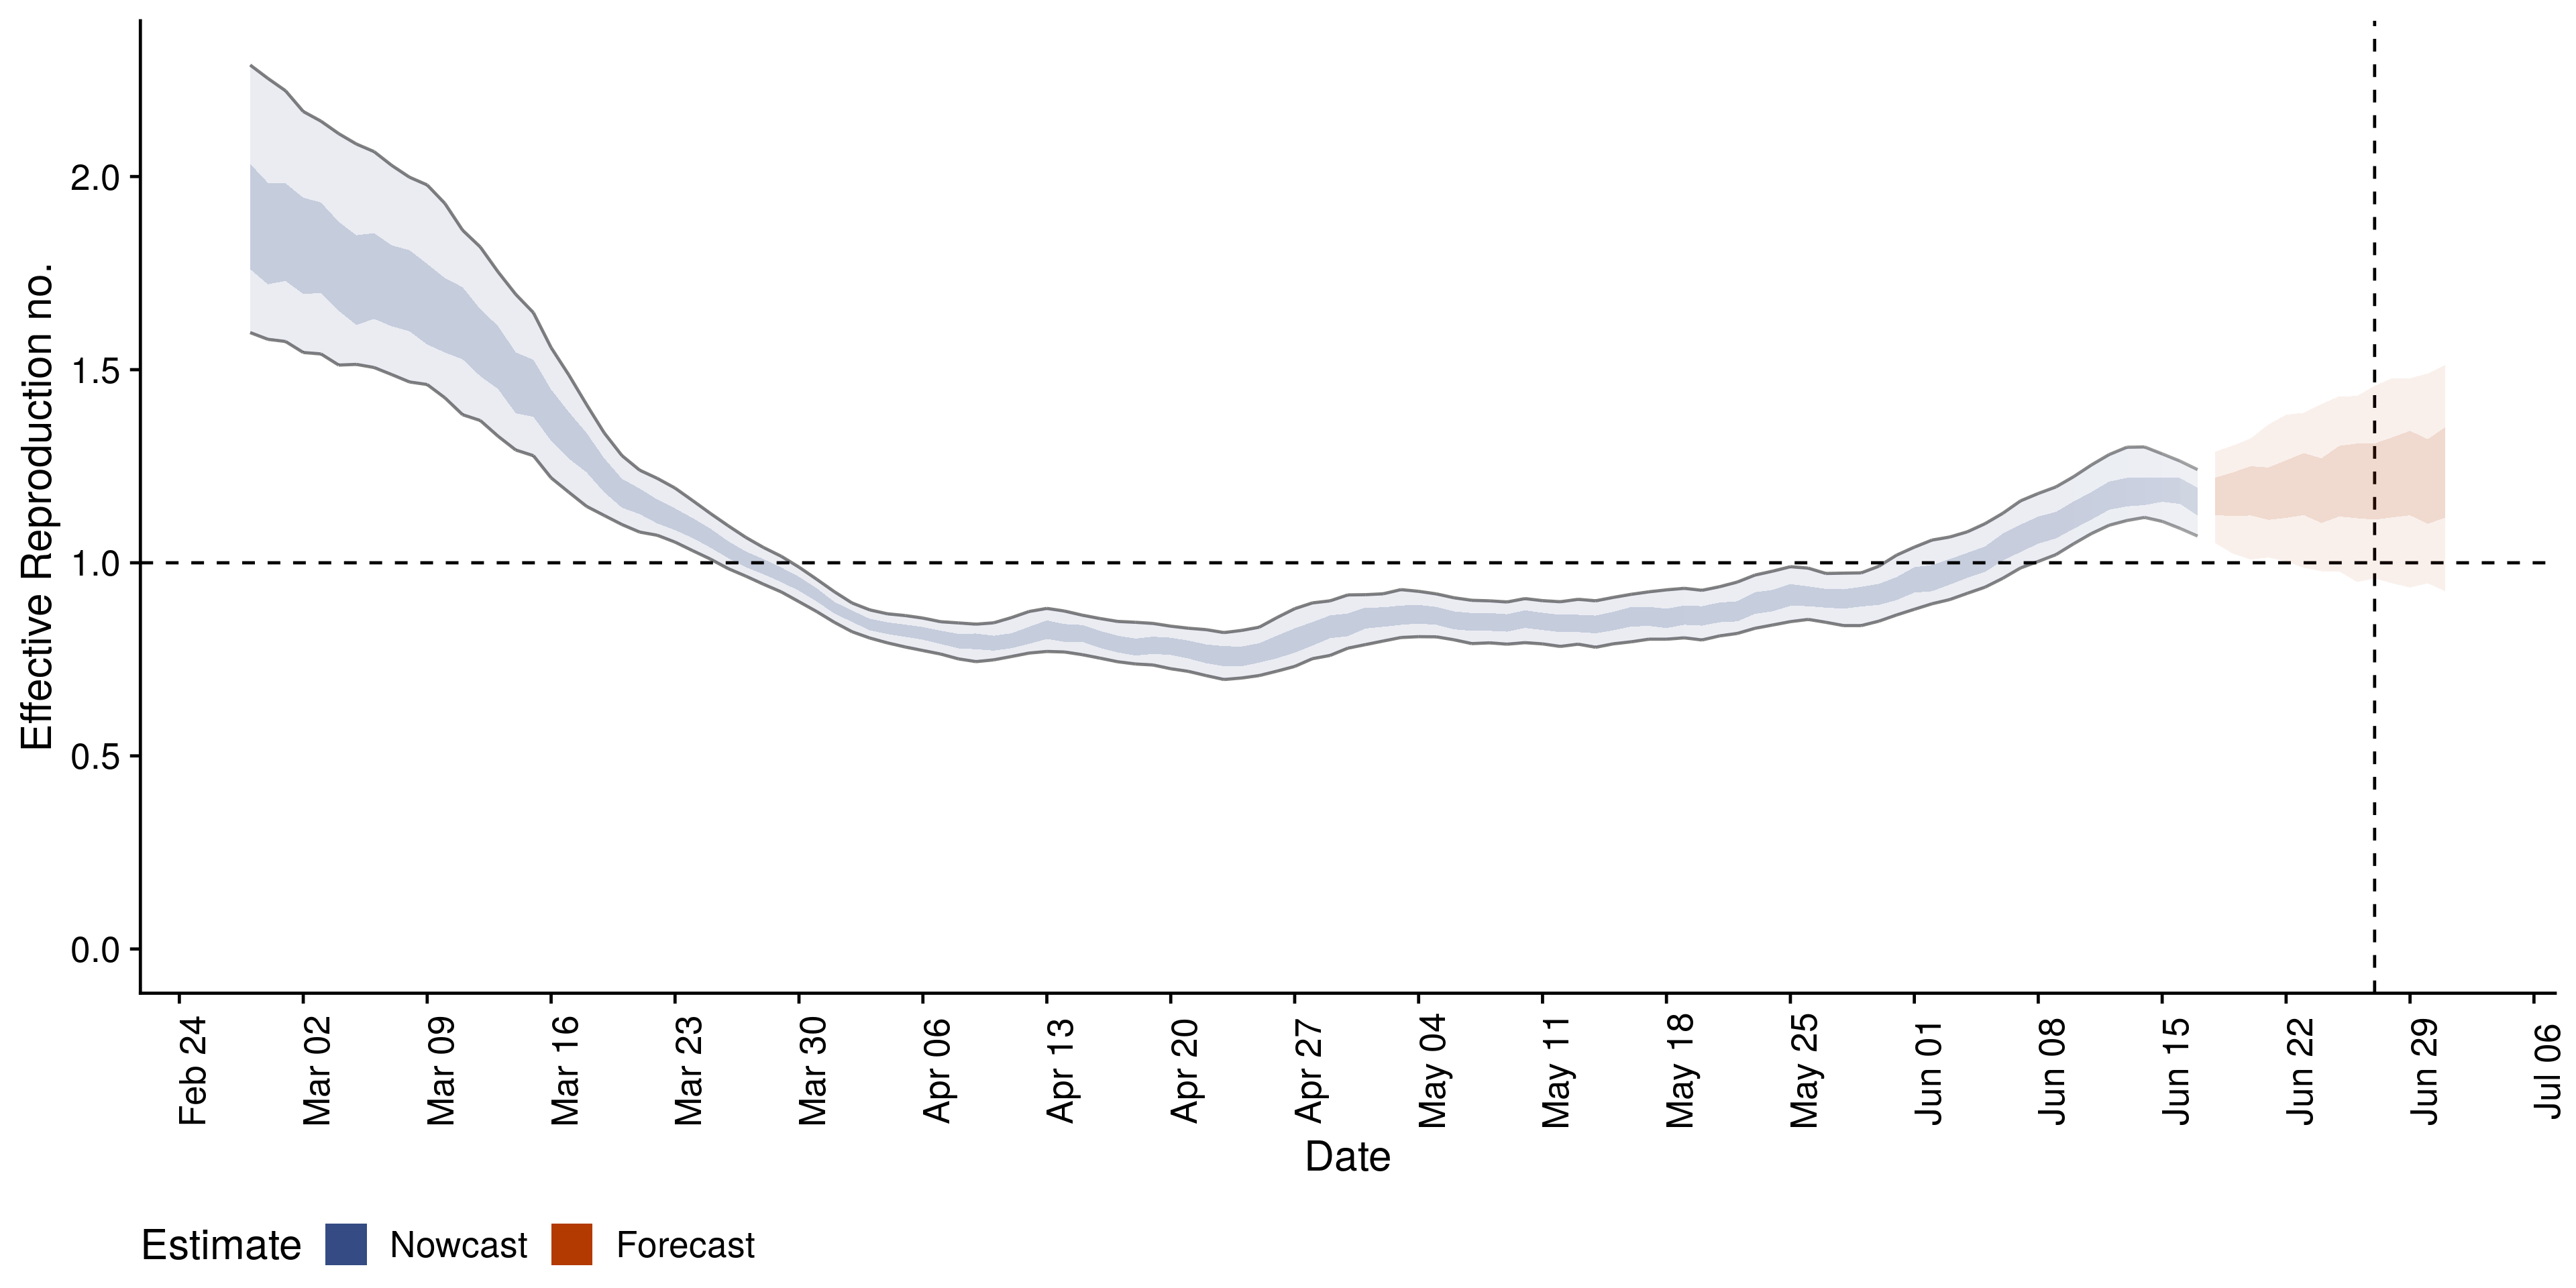 Effective Reproduction no.
2.0
1.5
1.0
0.5
0.0
Feb 24
Mar 02
Mar 09
Mar 16
Mar 23
Mar 30
Apr 06
Apr 13
Apr 20
Apr 27
May 04
May 11
May 18
May 25
Jun 01
Jun 08
Jun 15
Jun 22
Jun 29
Jul 06
Date
Estimate Nowcast Forecast